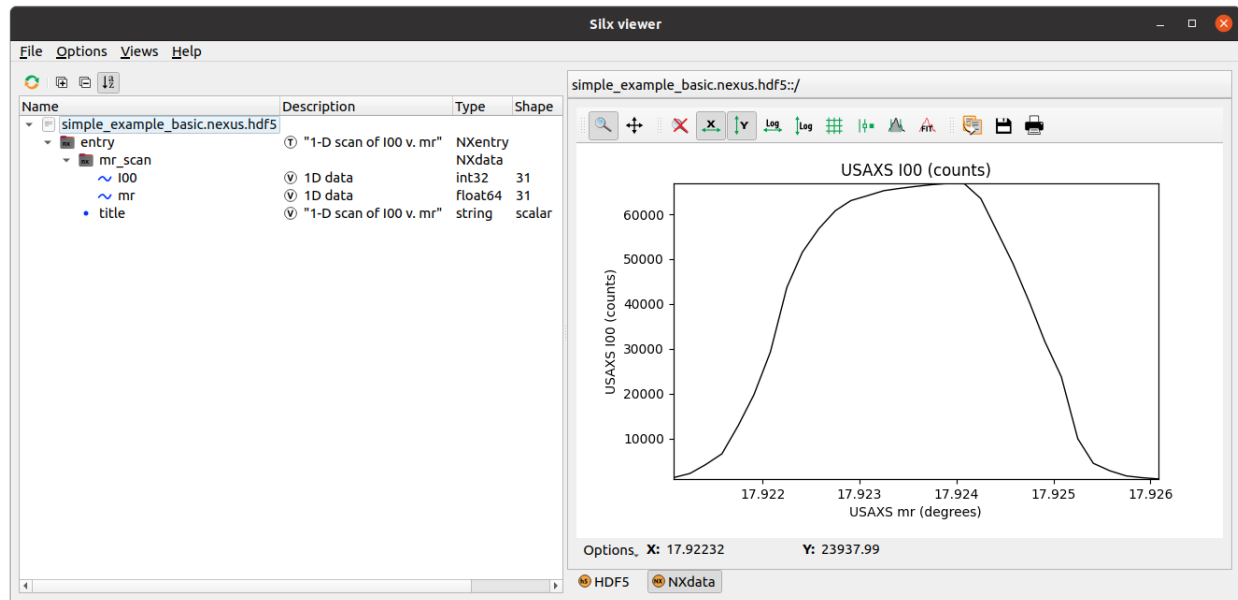 Silx viewer
File Options Views Help
Name Description Type Shape
simple_example_basic.nexus.hdf5
entry "1-D scan of I00 v. mr" NXentry
mr_scan NXdata
I00 1D data int32 31
mr 1D data float64 31
title "1-D scan of I00 v. mr" string scalar
simple_example_basic.nexus.hdf5::/
X Y Log Log FIT
USAXS I00 (counts)
USAXS I00 (counts)
60000
50000
40000
30000
20000
10000
17.922 17.923 17.924 17.925 17.926
USAXS mr (degrees)
Options X: 17.92232 Y: 23937.99
HDF5 NXdata